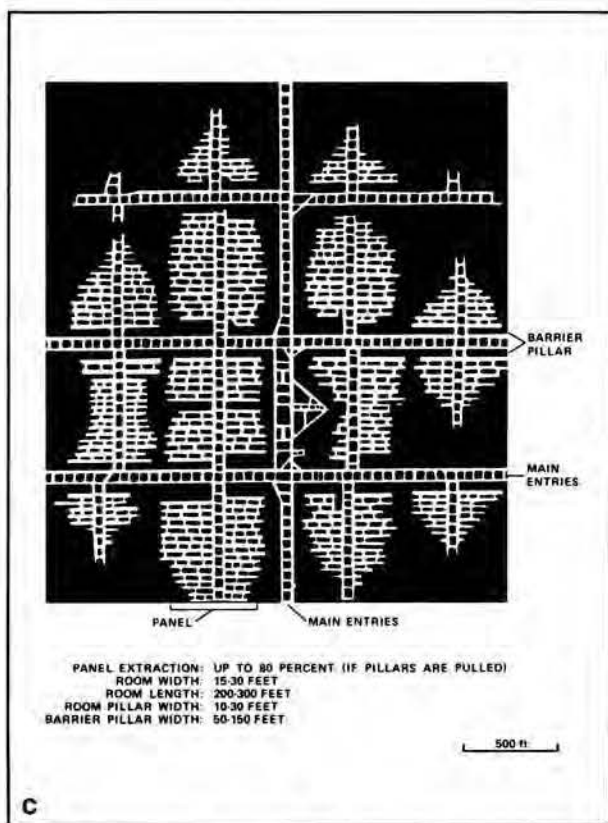 BARRIER
PILLAR
MAIN
ENTRIES
PANEL
MAIN ENTRIES
PANEL EXTRACTION: UP TO 80 PERCENT (IF PILLARS ARE PULLED)
ROOM WIDTH: 15-30 FEET
ROOM LENGTH: 200-300 FEET
ROOM PILLAR WIDTH: 10-30 FEET
BARRIER PILLAR WIDTH: 50-150 FEET
500 ft
C